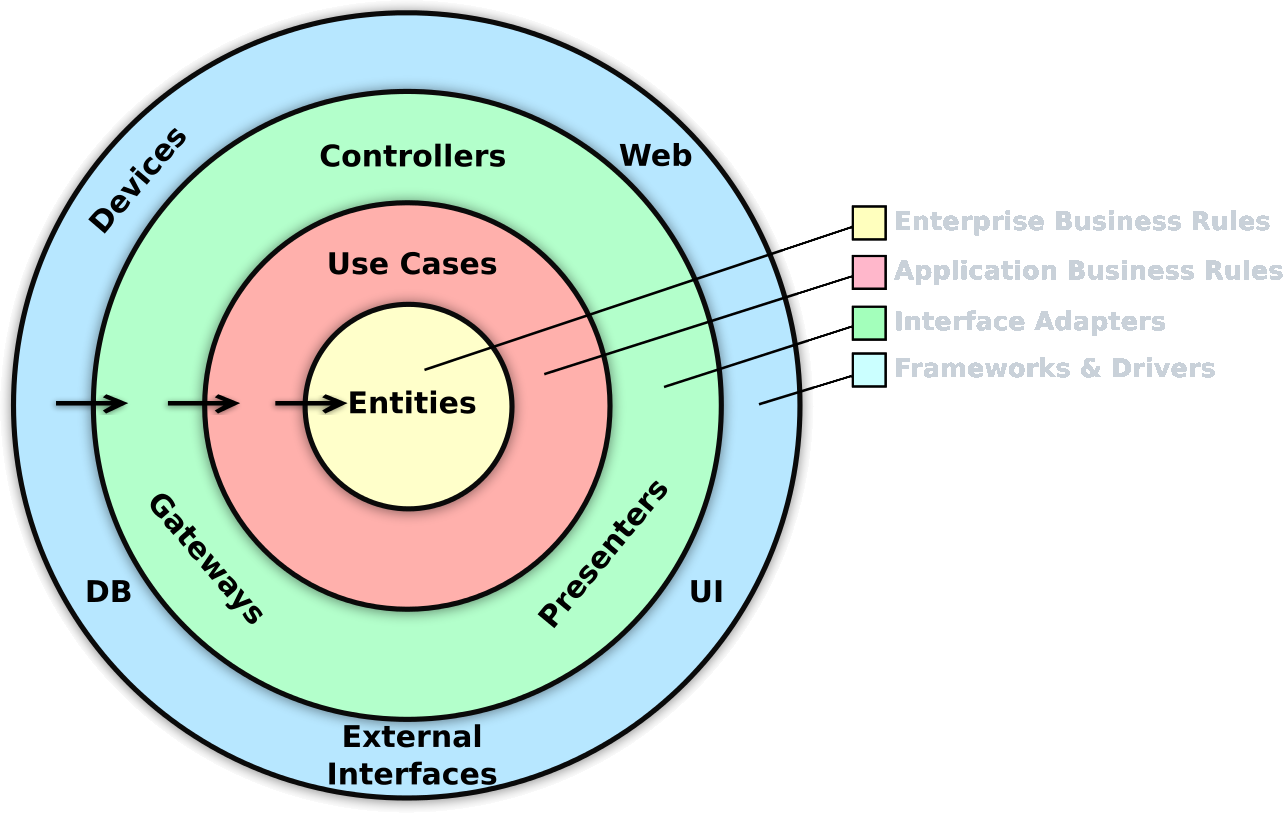 Controllers
Web
Devices
Use Cases
Entities
Gateways
Presenters
DB
UI
External
Interfaces
Enterprise Business Rules
Application Business Rules
Interface Adapters
Frameworks & Drivers